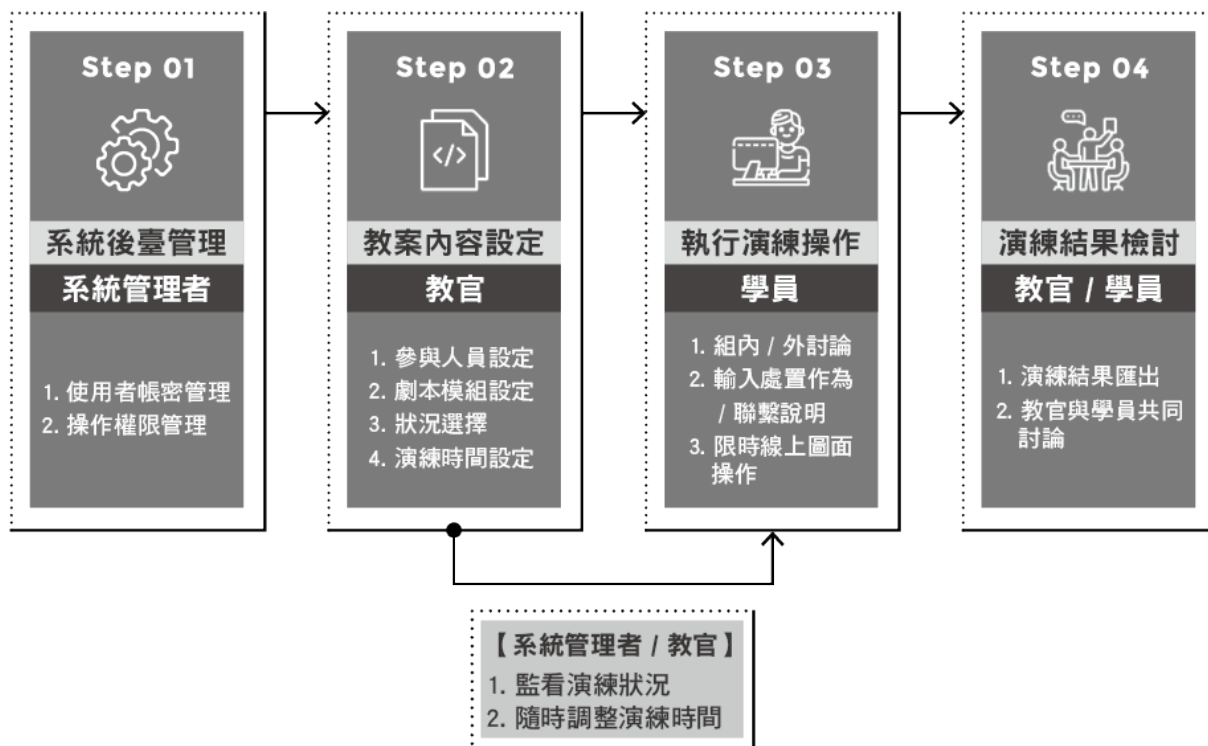 Step 01
系統後臺管理
系統管理者
1. 使用者帳密管理
2. 操作權限管理
Step 02
</>
教案內容設定
教官
1. 參與人員設定
2. 劇本模組設定
3. 狀況選擇
4. 演練時間設定
Step 03
執行演練操作
學員
1. 組內 / 外討論
2. 輸入處置作為
/ 聯繫說明
3. 限時線上圖面
操作
Step 04
演練結果檢討
教官 / 學員
1. 演練結果匯出
2. 教官與學員共同
討論
【系統管理者 / 教官】
1. 監看演練狀況
2. 隨時調整演練時間